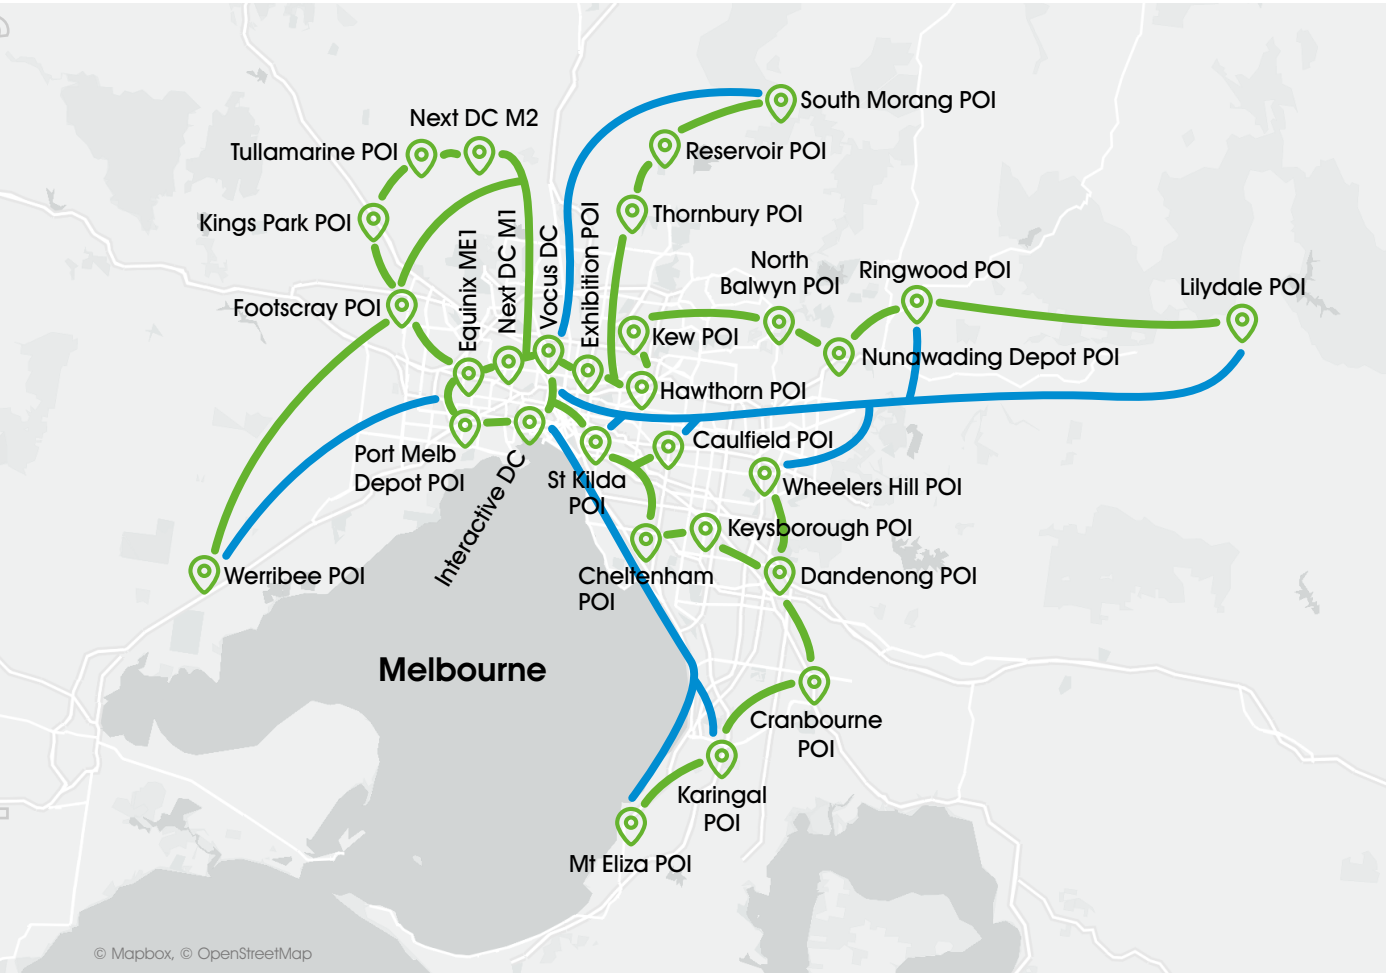 South Morang POI
Next DC M2
Tullamarine POI
Reservoir POI
Kings Park POI
Thornbury POI
Equinix ME1
Next DC M1
Vocus DC
Exhibition POI
North
Balwyn POI
Ringwood POI
Lilydale POI
Footscray POI
Kew POI
Nunawading Depot POI
Hawthorn POI
Caulfield POI
Port Melb
Depot POI
Interactive DC
St Kilda
POI
Wheelers Hill POI
Keysborough POI
Werribee POI
Cheltenham
POI
Dandenong POI
Melbourne
Cranbourne
POI
Karingal
POI
Mt Eliza POI
© Mapbox, © OpenStreetMap